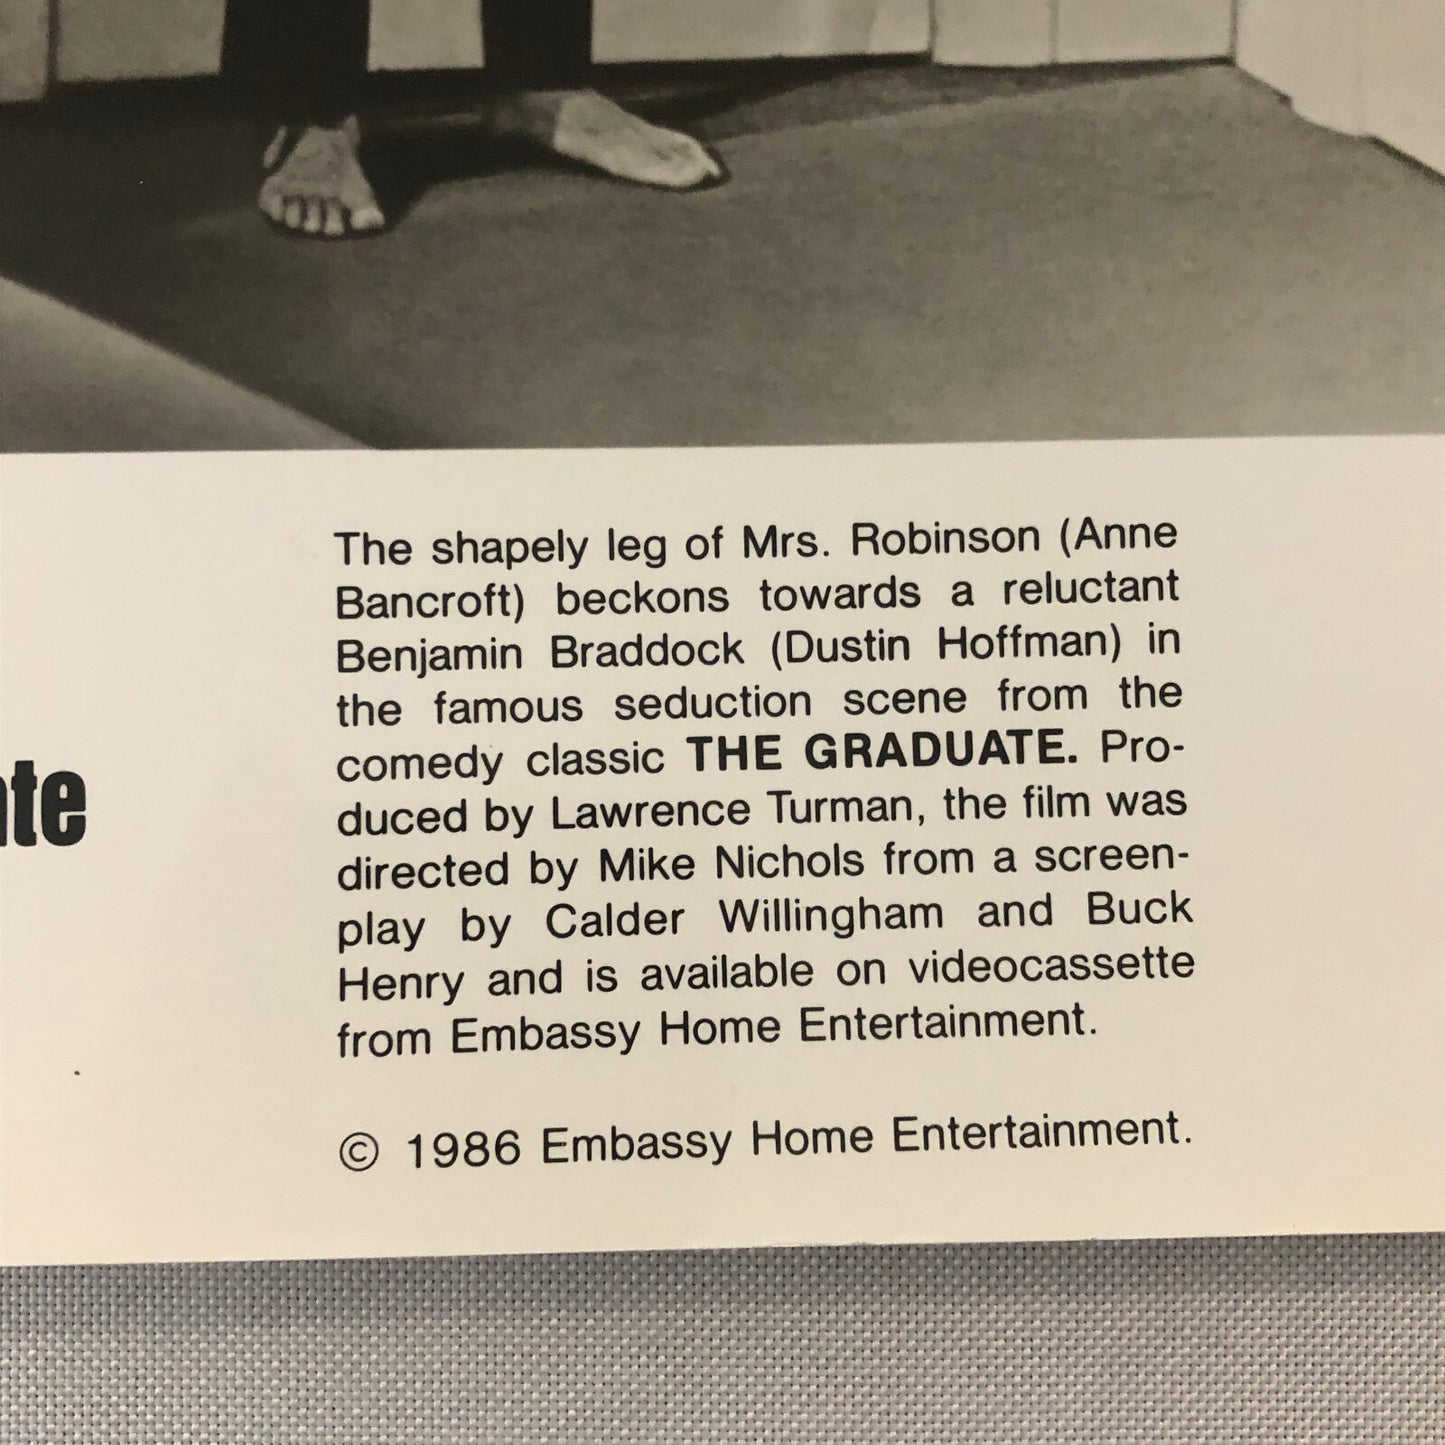 The shapely leg of Mrs. Robinson (Anne
Bancroft) beckons towards a reluctant
Benjamin Braddock (Dustin Hoffman) in
the famous seduction scene from the
comedy classic THE GRADUATE. Pro-
duced by Lawrence Turman, the film was
directed by Mike Nichols from a screen-
play by Calder Willingham and Buck
Henry and is available on videocassette
from Embassy Home Entertainment.
© 1986 Embassy Home Entertainment.